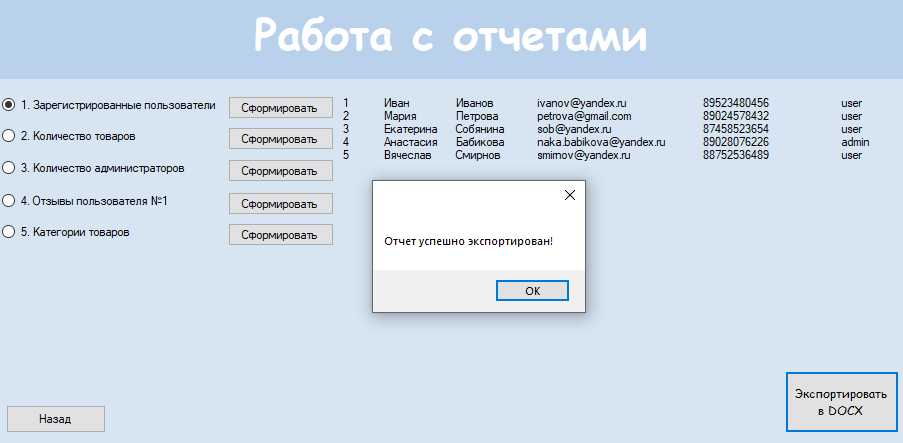 Работа с отчетами
1. Зарегистрированные пользователи
Сформировать
2. Количество товаров
Сформировать
3. Количество администраторов
Сформировать
4. Отзывы пользователя №1
Сформировать
5. Категории товаров
Сформировать
1 Иван Иванов ivanov@yandex.ru 89523480456 user
2 Мария Петрова petrova@gmail.com 89024578432 user
3 Екатерина Собянина sob@yandex.ru 87458523654 user
4 Анастасия Бабикова naka.babikova@yandex.ru 89028076226 admin
5 Вячеслав Смирнов smirnov@yandex.ru 88752536489 user
Отчет успешно экспортирован!
ОК
Назад
Экспортировать
в DOCX